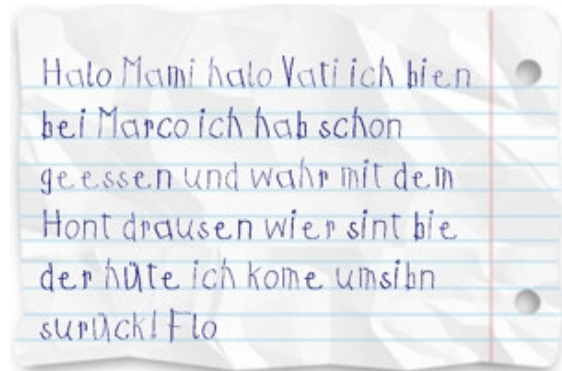 Halo Mami halo Vati ich bien
bei Marco ich hab schon
geessen und wahr mit dem
Hont drausen wier sint bie
der hüte ich kome umsibn
surück! Flo